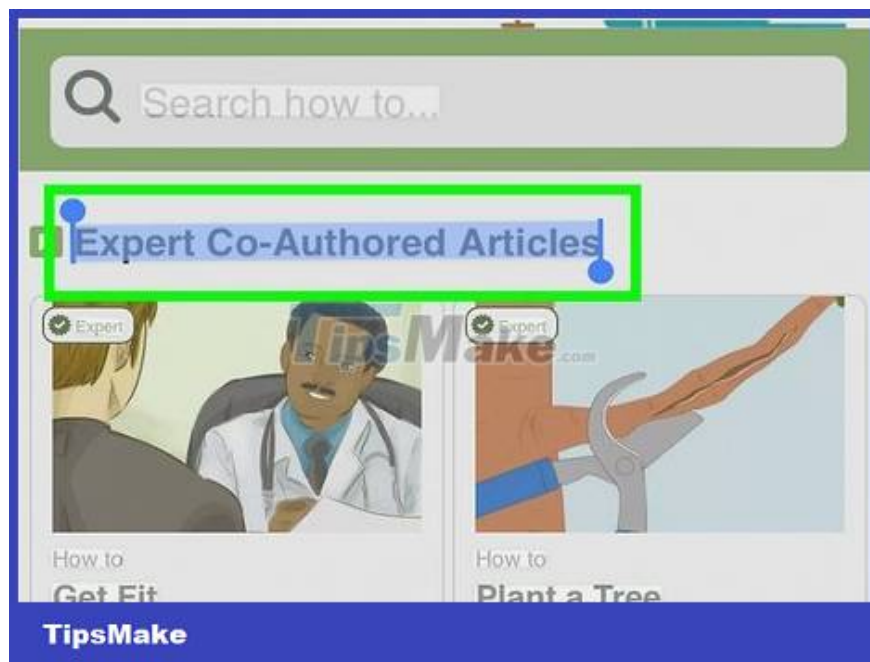 Search how to...
Expert Co-Authored Articles
Expert
Expert
TipsMake.com
How to
How to
Get Fit
Plant a Tree
TipsMake